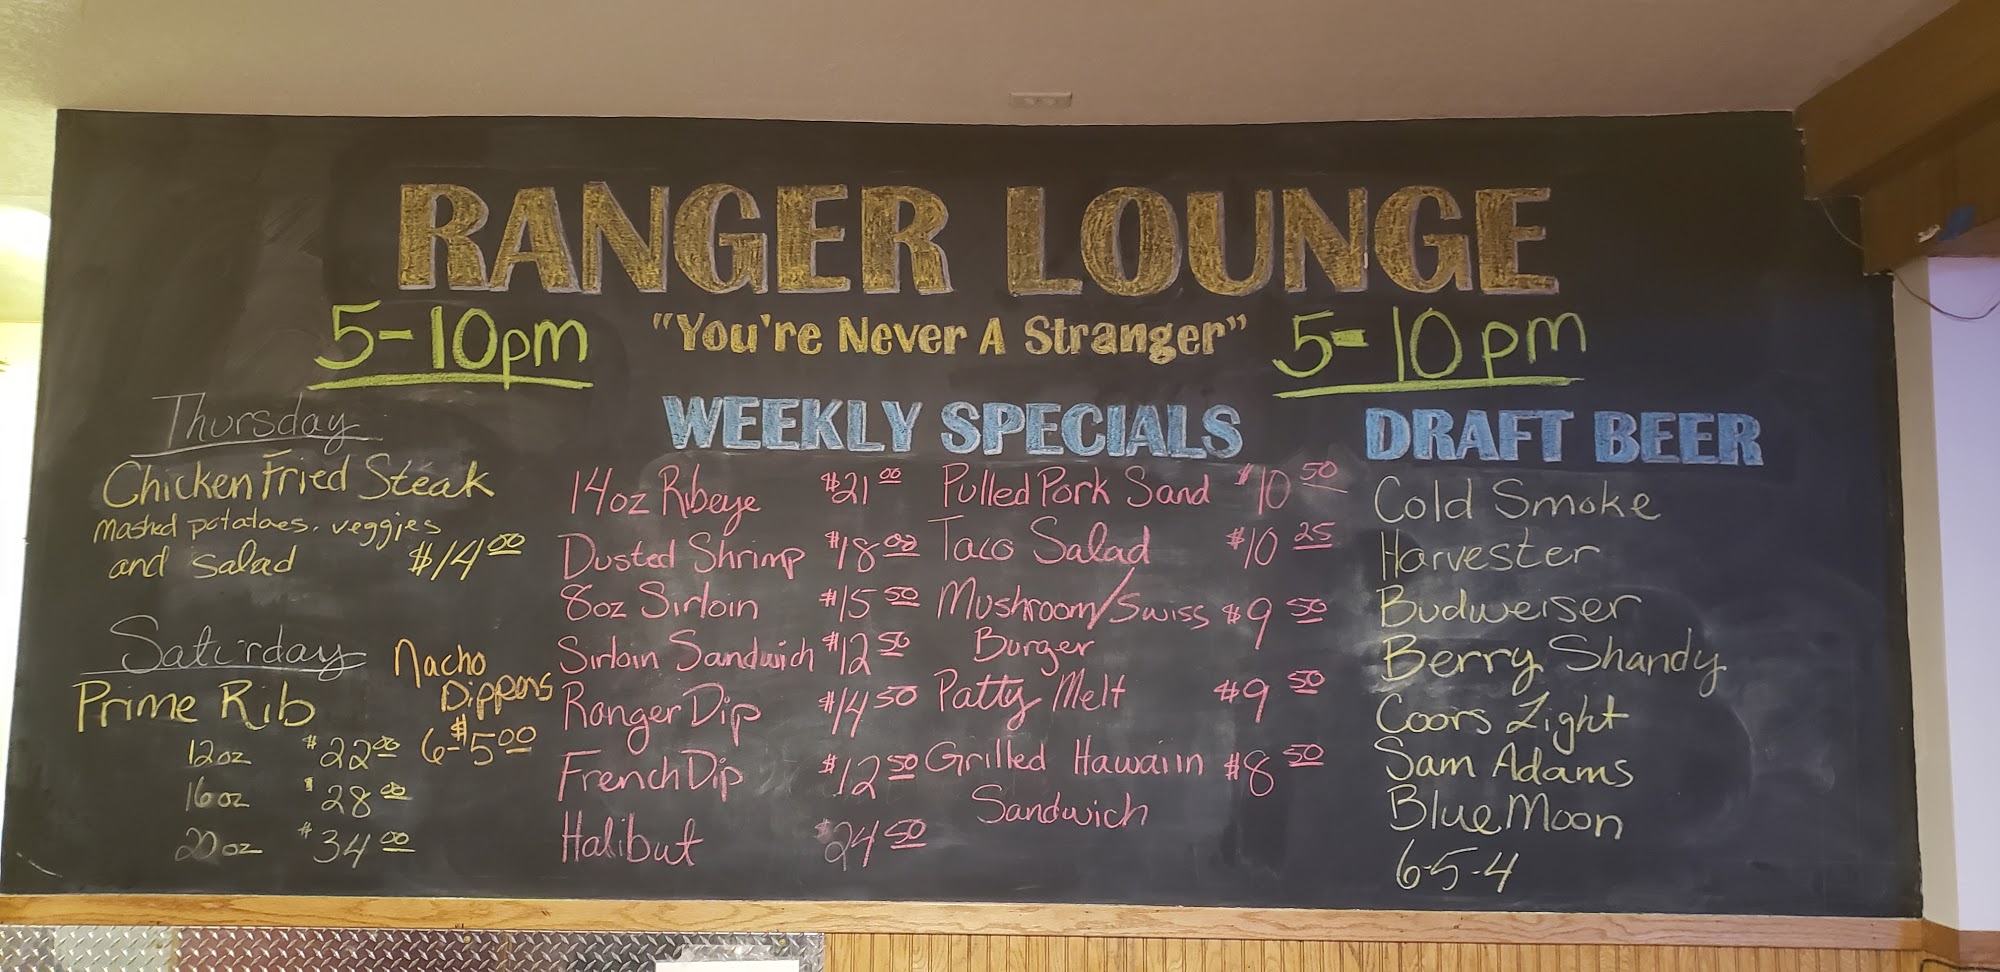 RANGER LOUNGE
5-10pm
"You're Never A Stranger"
5-10pm
Thursday
Chicken Fried Steak
mashed potatoes, veggies
and salad $14.00
Saturday
Prime Rib
12oz $22.00
16oz $28.00
20oz $34.00
Nacho
Dippers
6-$5.00
WEEKLY SPECIALS
14oz Ribeye $21.00
Dusted Shrimp $18.00
8oz Sirloin $15.50
Sirloin Sandwich $12.50
Ranger Dip $14.50
French Dip $12.50
Halibut $24.50
Pulled Pork Sand $10.50
Taco Salad $10.25
Mushroom/Swiss $9.50
Burger
Patty Melt $9.50
Grilled Hawaiin $8.50
Sandwich
DRAFT BEER
Cold Smoke
Harvester
Budweiser
Berry Shandy
Coors Light
Sam Adams
Blue Moon
6-5-4